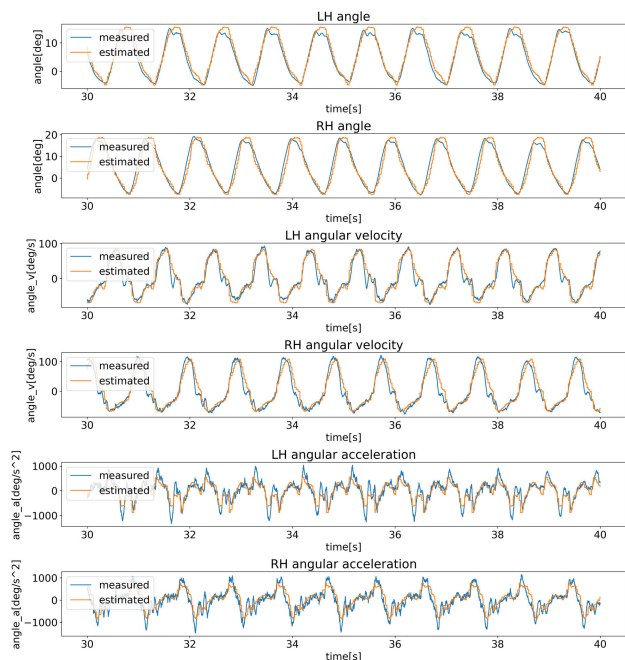 LH angle
angle[deg]
10
0
measured
estimated
30 32 34 36 38 40
time[s]
RH angle
angle[deg]
20
10
0
measured
estimated
30 32 34 36 38 40
time[s]
LH angular velocity
angle_v[deg/s]
100
0
measured
estimated
30 32 34 36 38 40
time[s]
RH angular velocity
angle_v[deg/s]
100
0
measured
estimated
30 32 34 36 38 40
time[s]
LH angular acceleration
angle_a[deg/s^2]
1000
0
−1000
measured
estimated
30 32 34 36 38 40
time[s]
RH angular acceleration
angle_a[deg/s^2]
1000
0
−1000
measured
estimated
30 32 34 36 38 40
time[s]